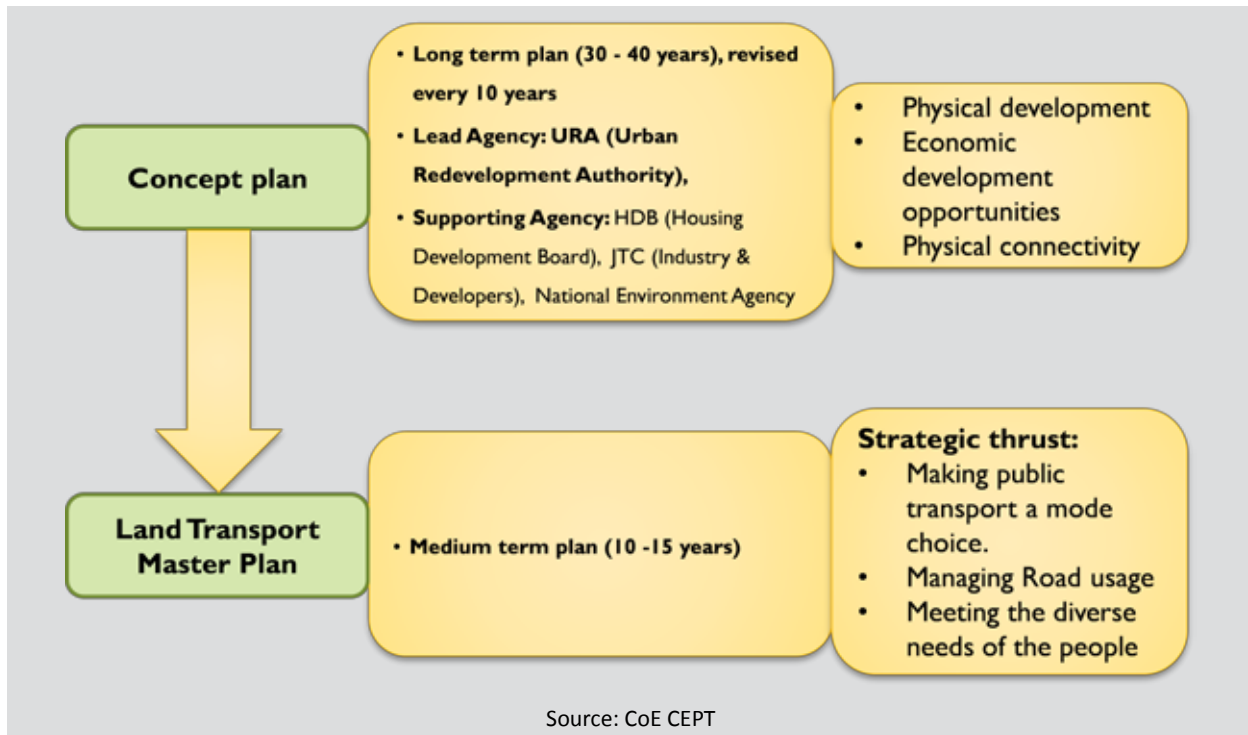 Concept plan
• Long term plan (30 - 40 years), revised
every 10 years
• Lead Agency: URA (Urban
Redevelopment Authority),
• Supporting Agency: HDB (Housing
Development Board), JTC (Industry &
Developers), National Environment Agency
• Physical development
• Economic
development
opportunities
• Physical connectivity
Land Transport
Master Plan
• Medium term plan (10 -15 years)
Strategic thrust:
• Making public
transport a mode
choice.
• Managing Road usage
• Meeting the diverse
needs of the people
Source: CoE CEPT